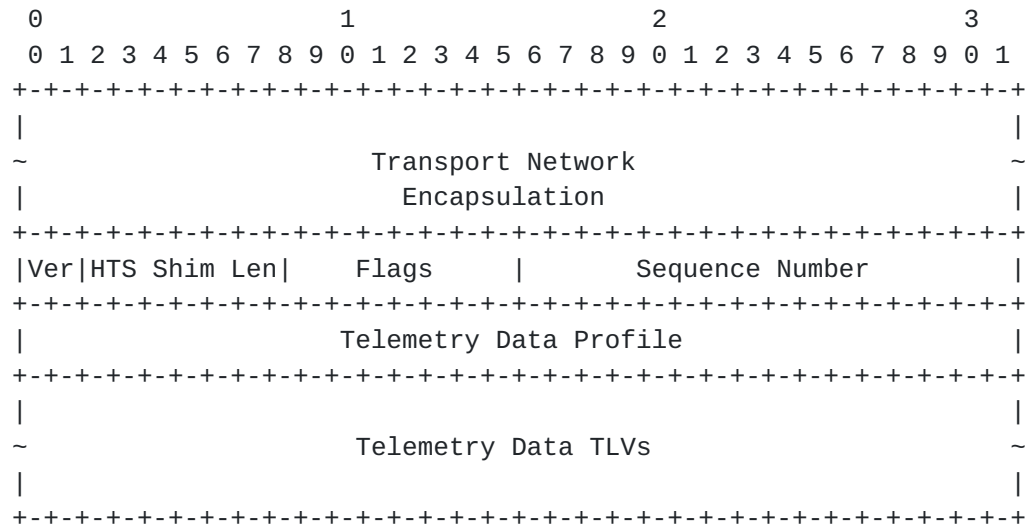 0                   1                   2                   3
 0 1 2 3 4 5 6 7 8 9 0 1 2 3 4 5 6 7 8 9 0 1 2 3 4 5 6 7 8 9 0 1
+-+-+-+-+-+-+-+-+-+-+-+-+-+-+-+-+-+-+-+-+-+-+-+-+-+-+-+-+-+-+-+-+
|                                                               |
~                      Transport Network                        ~
|                        Encapsulation                          |
+-+-+-+-+-+-+-+-+-+-+-+-+-+-+-+-+-+-+-+-+-+-+-+-+-+-+-+-+-+-+-+-+
|Ver|HTS Shim Len|    Flags     |       Sequence Number         |
+-+-+-+-+-+-+-+-+-+-+-+-+-+-+-+-+-+-+-+-+-+-+-+-+-+-+-+-+-+-+-+-+
|                    Telemetry Data Profile                     |
+-+-+-+-+-+-+-+-+-+-+-+-+-+-+-+-+-+-+-+-+-+-+-+-+-+-+-+-+-+-+-+-+
|                                                               |
~                     Telemetry Data TLVs                       ~
|                                                               |
+-+-+-+-+-+-+-+-+-+-+-+-+-+-+-+-+-+-+-+-+-+-+-+-+-+-+-+-+-+-+-+-+